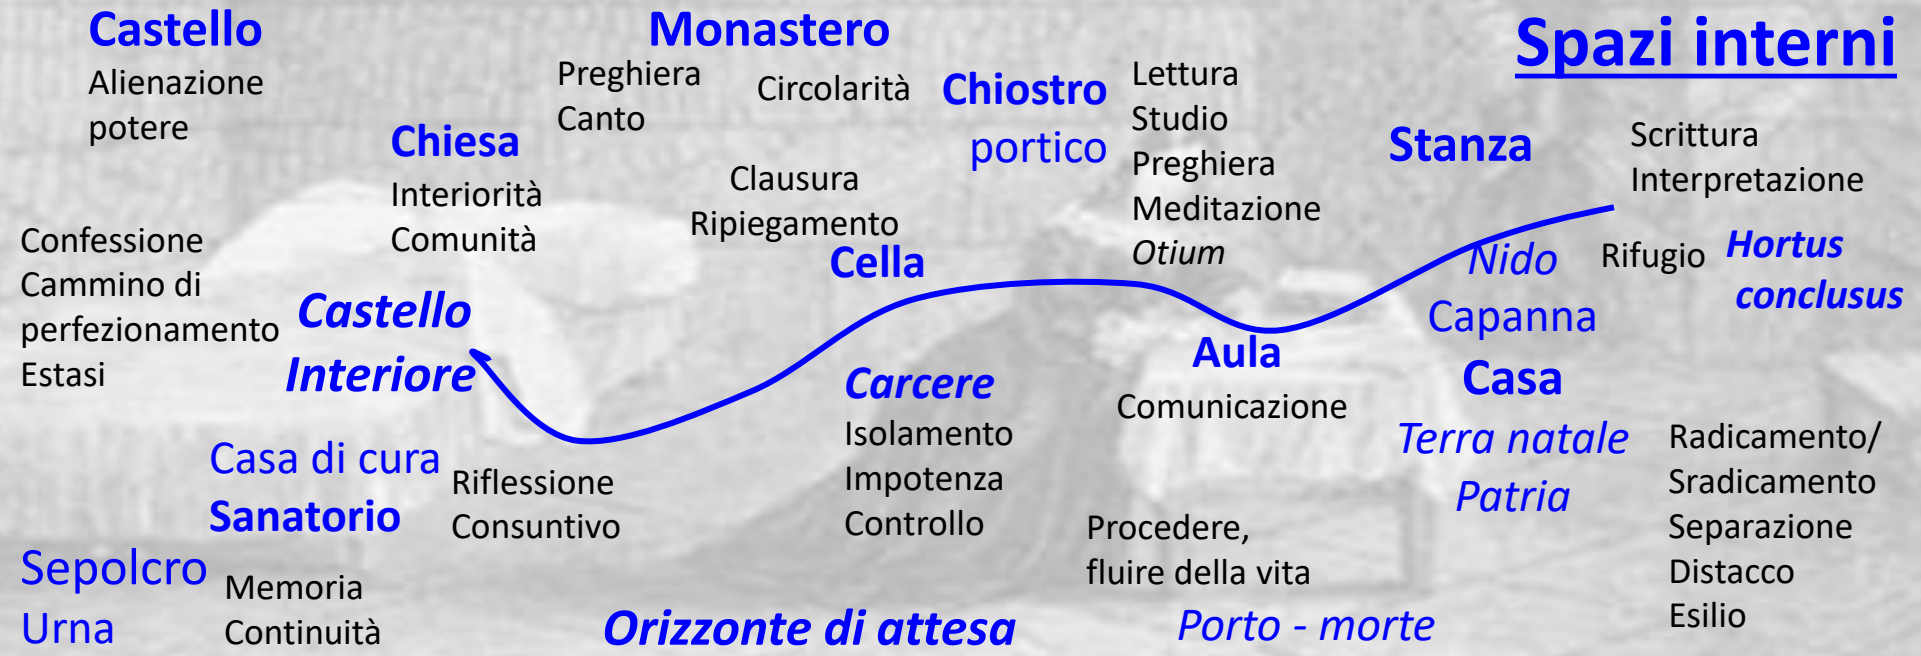 Spazi interni
Castello
Alienazione
potere
Chiesa
Interiorità
Comunità
Monastero
Preghiera
Canto
Circolarità
Clausura
Ripiegamento
Cella
Chiostro
portico
Lettura
Studio
Preghiera
Meditazione
Otium
Stanza
Scrittura
Interpretazione
Confessione
Cammino di
perfezionamento
Estasi
Castello
Interiore
Carcere
Isolamento
Impotenza
Controllo
Aula
Comunicazione
Nido
Capanna
Casa
Terra natale
Patria
Rifugio
Hortus
conclusus
Radicamento/
Sradicamento
Separazione
Distacco
Esilio
Casa di cura
Sanatorio
Riflessione
Consuntivo
Sepolcro
Urna
Memoria
Continuità
Orizzonte di attesa
Procedere,
fluire della vita
Porto - morte